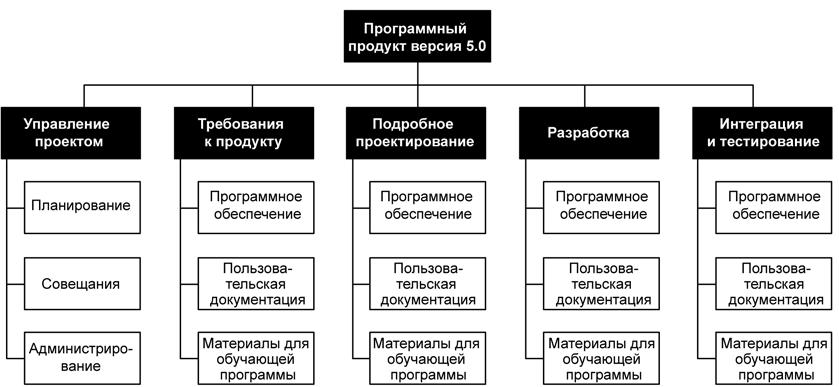 Программный
продукт версия 5.0
Управление
проектом
Требования
к продукту
Подробное
проектирование
Разработка
Интеграция
и тестирование
Планирование
Программное
обеспечение
Программное
обеспечение
Программное
обеспечение
Программное
обеспечение
Совещания
Пользова-
тельская
документация
Пользова-
тельская
документация
Пользова-
тельская
документация
Пользова-
тельская
документация
Администриро-
вание
Материалы для
обучающей
программы
Материалы для
обучающей
программы
Материалы для
обучающей
программы
Материалы для
обучающей
программы